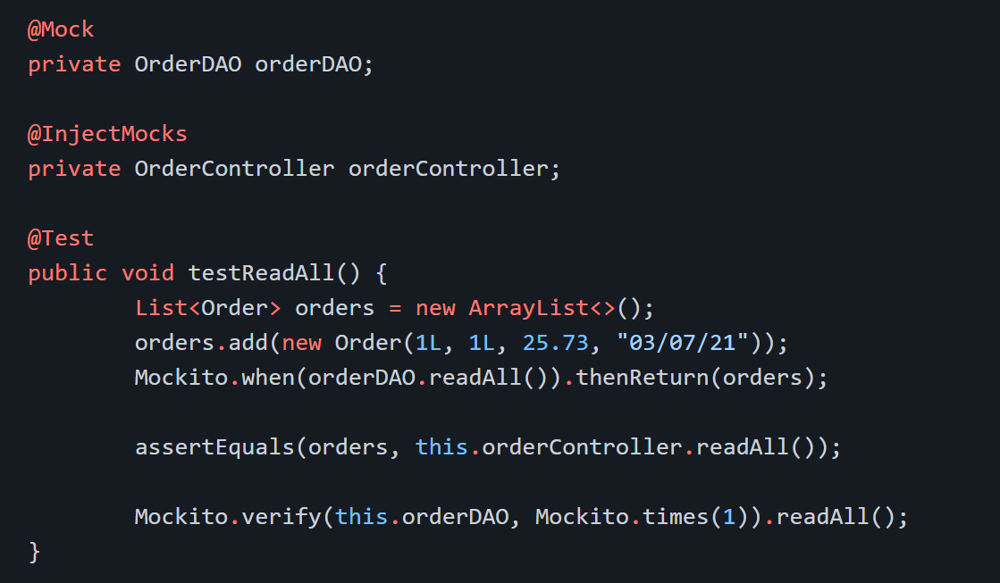 @Mock
private OrderDAO orderDAO;
@InjectMocks
private OrderController orderController;
@Test
public void testReadAll() {
List<Order> orders = new ArrayList<>();
orders.add(new Order(1L, 1L, 25.73, "03/07/21"));
Mockito.when(orderDAO.readAll()).thenReturn(orders);
assertEquals(orders, this.orderController.readAll());
Mockito.verify(this.orderDAO, Mockito.times(1)).readAll();
}